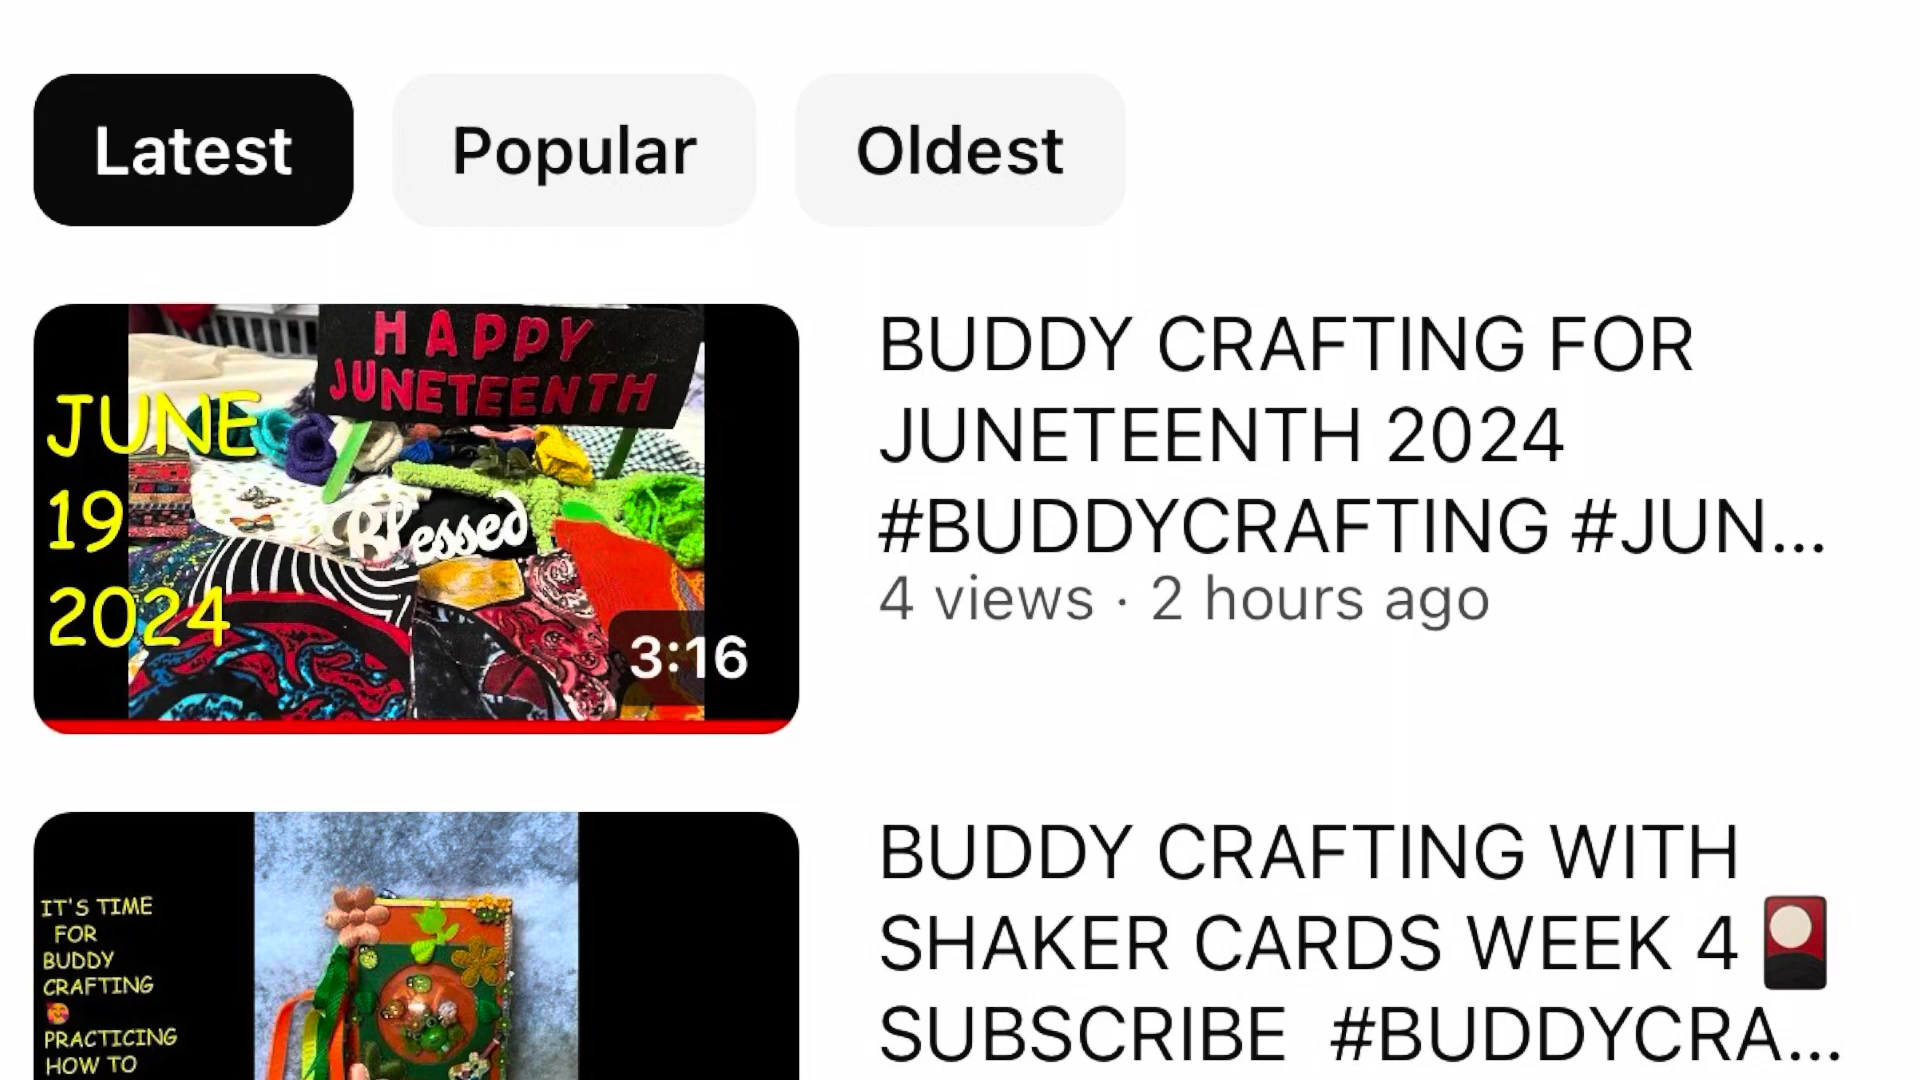 Latest
Popular
Oldest
HAPPY
JUNETEENTH
JUNE
19
2024
Blessed
3:16
BUDDY CRAFTING FOR
JUNETEENTH 2024
#BUDDYCRAFTING #JUN...
4 views · 2 hours ago
IT'S TIME
FOR
BUDDY
CRAFTING
🥰
PRACTICING
HOW TO
BUDDY CRAFTING WITH
SHAKER CARDS WEEK 4 🎴
SUBSCRIBE #BUDDYCRA...